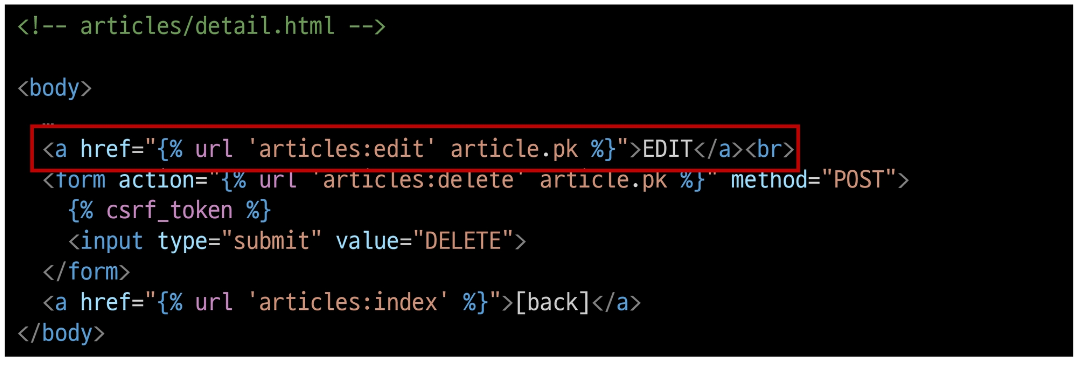 <!-- articles/detail.html -->
<body>
…
<a href="{% url 'articles:edit' article.pk %}">EDIT</a><br>
<form action="{% url 'articles:delete' article.pk %}" method="POST">
{% csrf_token %}
<input type="submit" value="DELETE">
</form>
<a href="{% url 'articles:index' %}">[back]</a>
</body>